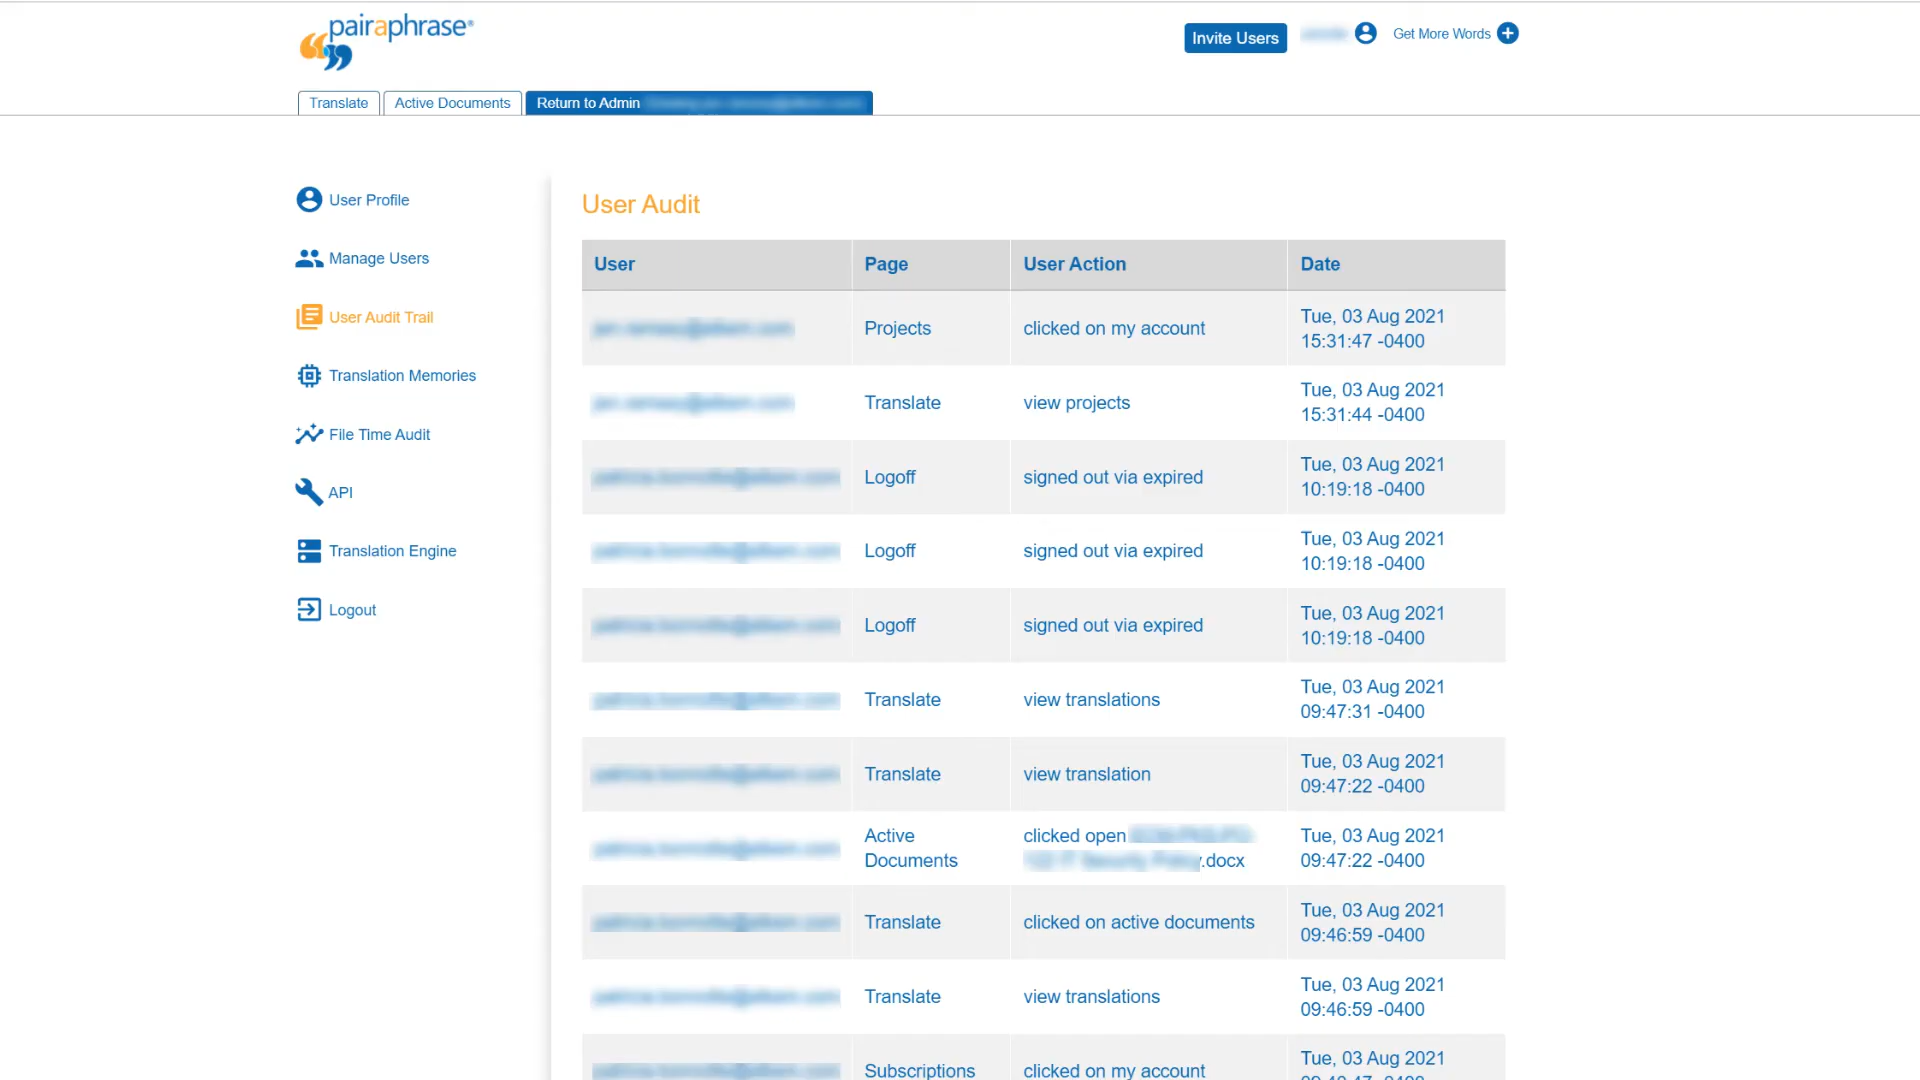 pairaphrase®
Invite Users
Get More Words
Translate
Active Documents
Return to Admin
User Profile
Manage Users
User Audit Trail
Translation Memories
File Time Audit
API
Translation Engine
Logout
User Audit
User Page User Action Date
Projects clicked on my account Tue, 03 Aug 2021
15:31:47 -0400
Translate view projects Tue, 03 Aug 2021
15:31:44 -0400
Logoff signed out via expired Tue, 03 Aug 2021
10:19:18 -0400
Logoff signed out via expired Tue, 03 Aug 2021
10:19:18 -0400
Logoff signed out via expired Tue, 03 Aug 2021
10:19:18 -0400
Translate view translations Tue, 03 Aug 2021
09:47:31 -0400
Translate view translation Tue, 03 Aug 2021
09:47:22 -0400
Active clicked open Tue, 03 Aug 2021
Documents .docx 09:47:22 -0400
Translate clicked on active documents Tue, 03 Aug 2021
09:46:59 -0400
Translate view translations Tue, 03 Aug 2021
09:46:59 -0400
Subscriptions clicked on my account Tue, 03 Aug 2021